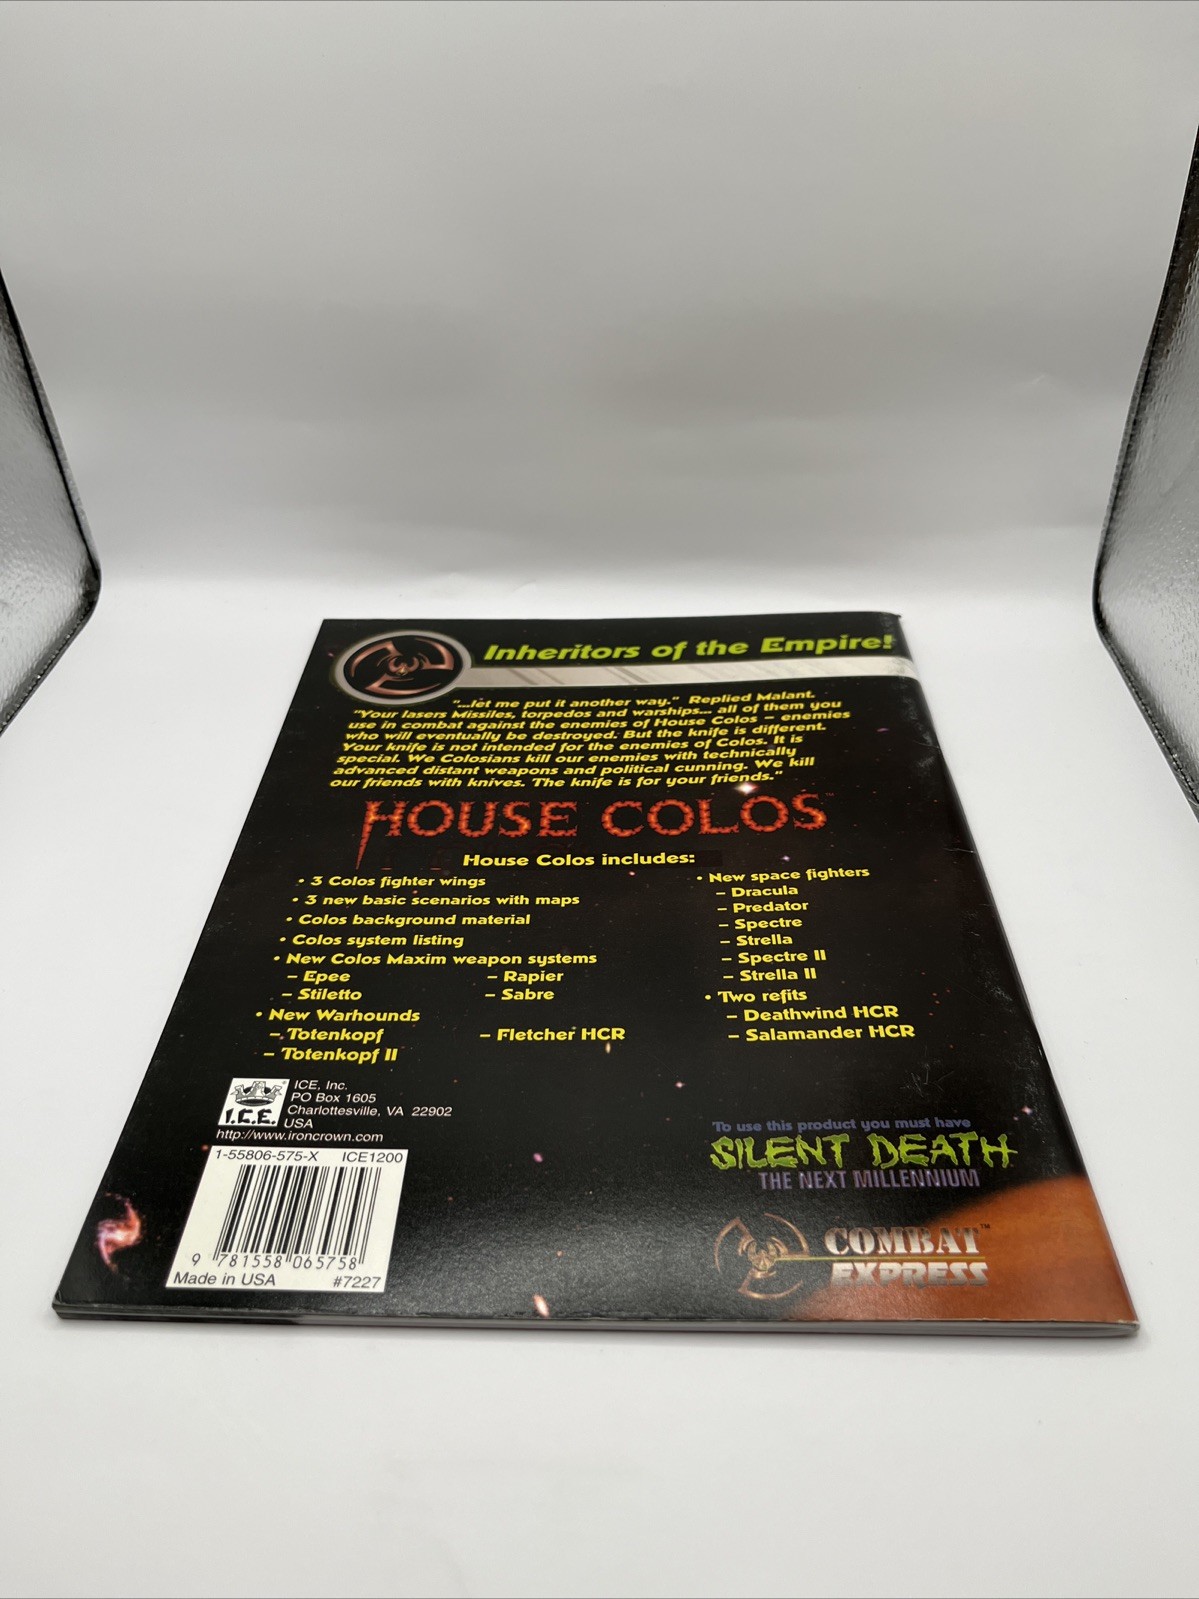 Inheritors of the Empire!
"...let me put it another way." Replied Malant.
"Your lasers Missiles, torpedos and warships... all of them you
use in combat against the enemies of House Colos – enemies
who will eventually be destroyed. But the knife is different.
Your knife is not intended for the enemies of Colos. It is
special. We Colosians kill our enemies with technically
advanced distant weapons and political cunning. We kill
our friends with knives. The knife is for your friends."
HOUSE COLOS™
House Colos includes:
• 3 Colos fighter wings
• 3 new basic scenarios with maps
• Colos background material
• Colos system listing
• New Colos Maxim weapon systems
– Epee – Rapier
– Stiletto – Sabre
• New Warhounds
– Totenkopf – Fletcher HCR
– Totenkopf II
• New space fighters
– Dracula
– Predator
– Spectre
– Strella
– Spectre II
– Strella II
• Two refits
– Deathwind HCR
– Salamander HCR
I.C.E.®
ICE, Inc.
PO Box 1605
Charlottesville, VA 22902
USA
http://www.ironcrown.com
1-55806-575-X ICE1200
9 781558 065758
Made in USA #7227
To use this product you must have
SILENT DEATH
THE NEXT MILLENNIUM
COMBAT™
EXPRESS